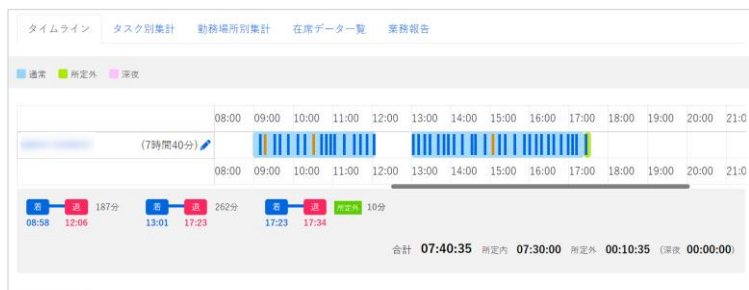 タイムライン タスク別集計 勤務場所別集計 在席データ一覧 業務報告
通常 所定外 深夜
08:00 09:00 10:00 11:00 12:00 13:00 14:00 15:00 16:00 17:00 18:00 19:00 20:00 21:0
(7時間40分)
08:00 09:00 10:00 11:00 12:00 13:00 14:00 15:00 16:00 17:00 18:00 19:00 20:00 21:0
着 退 187分 着 退 262分 着 退 所定外 10分
08:58 12:06 13:01 17:23 17:23 17:34
合計 07:40:35 所定内 07:30:00 所定外 00:10:35 (深夜 00:00:00)